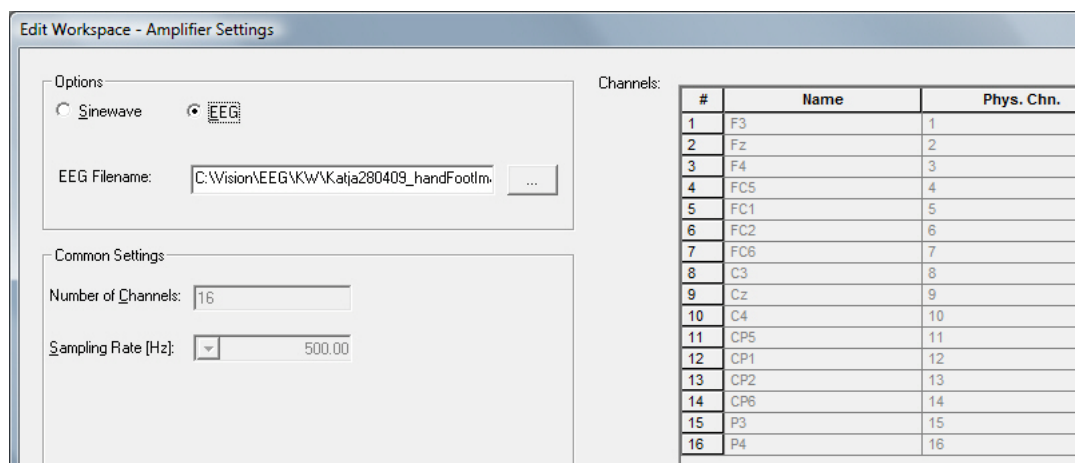 Edit Workspace - Amplifier Settings
Options
Sinewave EEG
EEG Filename: C:\Vision\EEG\KW\Katja280409_handFootIm ...
Common Settings
Number of Channels: 16
Sampling Rate [Hz]: 500.00
Channels:
# Name Phys. Chn.
1 F3 1
2 Fz 2
3 F4 3
4 FC5 4
5 FC1 5
6 FC2 6
7 FC6 7
8 C3 8
9 Cz 9
10 C4 10
11 CP5 11
12 CP1 12
13 CP2 13
14 CP6 14
15 P3 15
16 P4 16